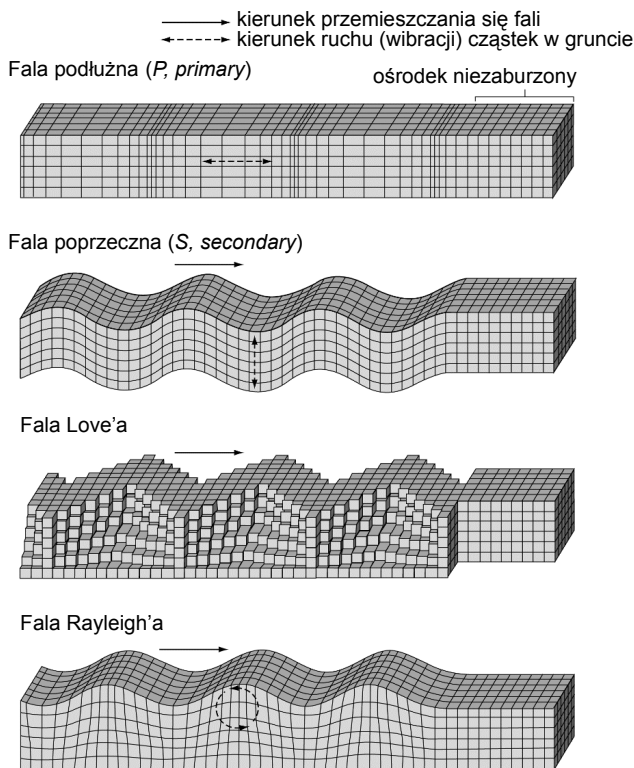 kierunek przemieszczania się fali
kierunek ruchu (wibracji) cząstek w gruncie
Fala podłużna (P, primary)
ośrodek niezaburzony
Fala poprzeczna (S, secondary)
Fala Love’a
Fala Rayleigh’a